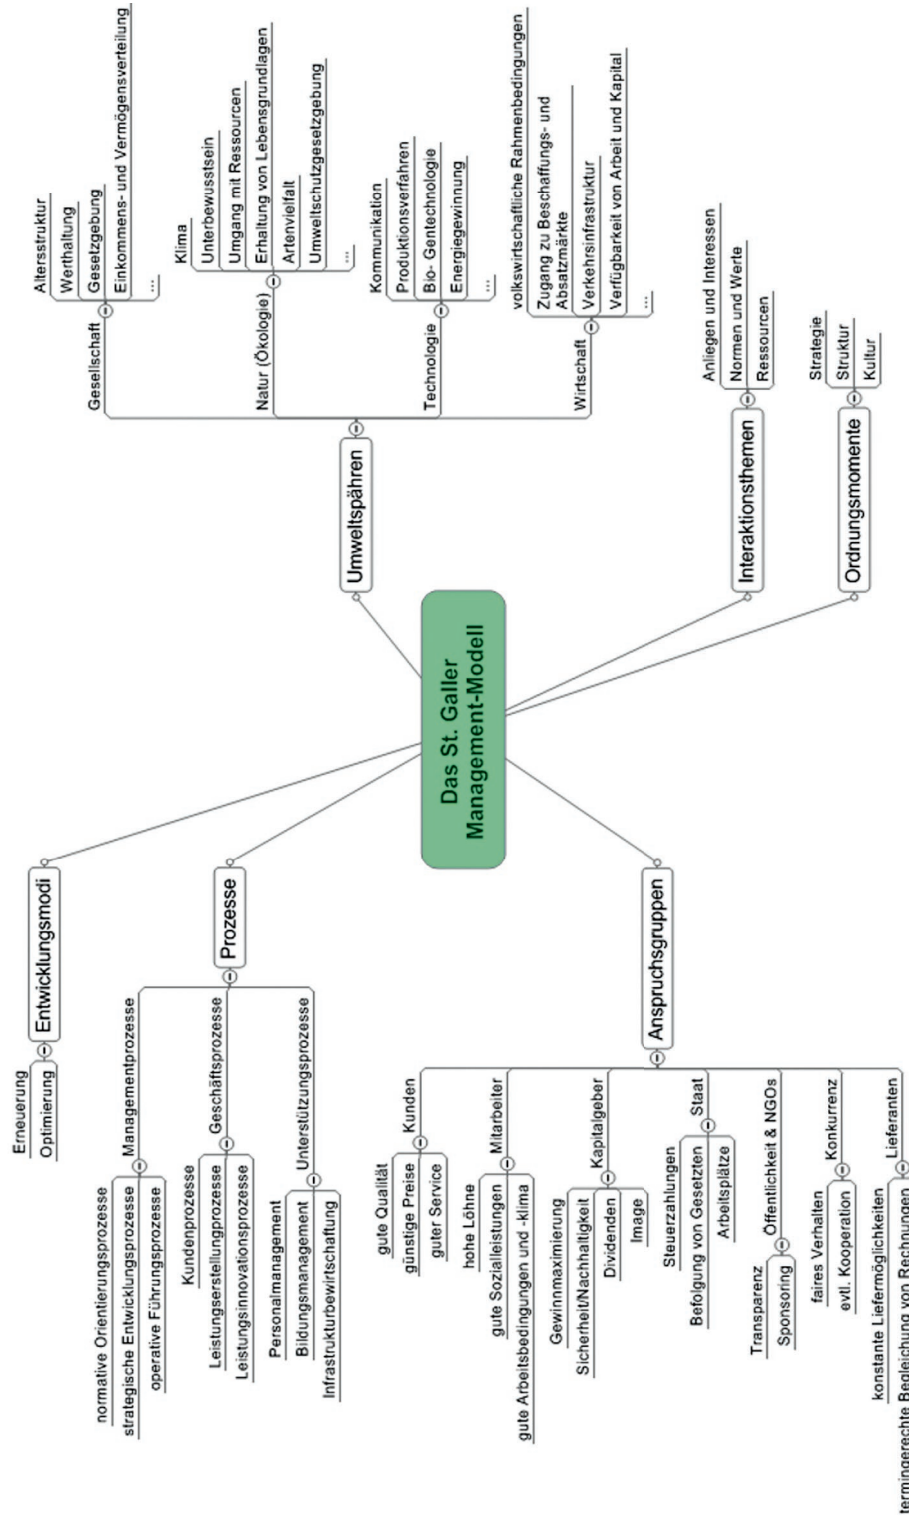 Das St. Galler
Management-Modell
Umweltspähren
Gesellschaft
Altersstruktur
Werthaltung
Gesetzgebung
Einkommens- und Vermögensverteilung
...
Natur (Ökologie)
Klima
Unterbewusstsein
Umgang mit Ressourcen
Erhaltung von Lebensgrundlagen
Artenvielfalt
Umweltschutzgesetzgebung
...
Technologie
Kommunikation
Produktionsverfahren
Bio- Gentechnologie
Energiegewinnung
...
Wirtschaft
volkswirtschaftliche Rahmenbedingungen
Zugang zu Beschaffungs- und
Absatzmärkte
Verkehrsinfrastruktur
Verfügbarkeit von Arbeit und Kapital
...
Interaktionsthemen
Anliegen und Interessen
Normen und Werte
Ressourcen
Ordnungsmomente
Strategie
Struktur
Kultur
Entwicklungsmodi
Erneuerung
Optimierung
Prozesse
Managementprozesse
normative Orientierungsprozesse
strategische Entwicklungsprozesse
operative Führungsprozesse
Geschäftsprozesse
Kundenprozesse
Leistungserstellungsprozesse
Leistungsinnovationsprozesse
Unterstützungsprozesse
Personalmanagement
Bildungsmanagement
Infrastrukturbewirtschaftung
Anspruchsgruppen
Kunden
gute Qualität
günstige Preise
guter Service
Mitarbeiter
hohe Löhne
gute Sozialleistungen
gute Arbeitsbedingungen und -klima
Kapitalgeber
Gewinnmaximierung
Sicherheit/Nachhaltigkeit
Dividenden
Image
Staat
Steuerzahlungen
Befolgung von Gesetzten
Arbeitsplätze
Öffentlichkeit & NGOs
Transparenz
Sponsoring
Konkurrenz
faires Verhalten
evtl. Kooperation
Lieferanten
konstante Liefermöglichkeiten
termingerechte Begleichung von Rechnungen